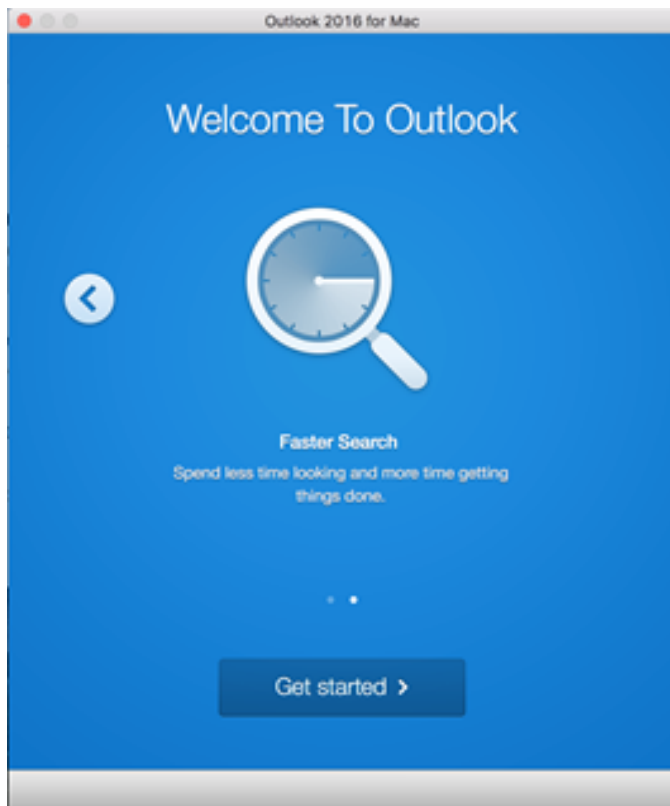 Outlook 2016 for Mac
Welcome To Outlook
Faster Search
Spend less time looking and more time getting
things done.
Get started